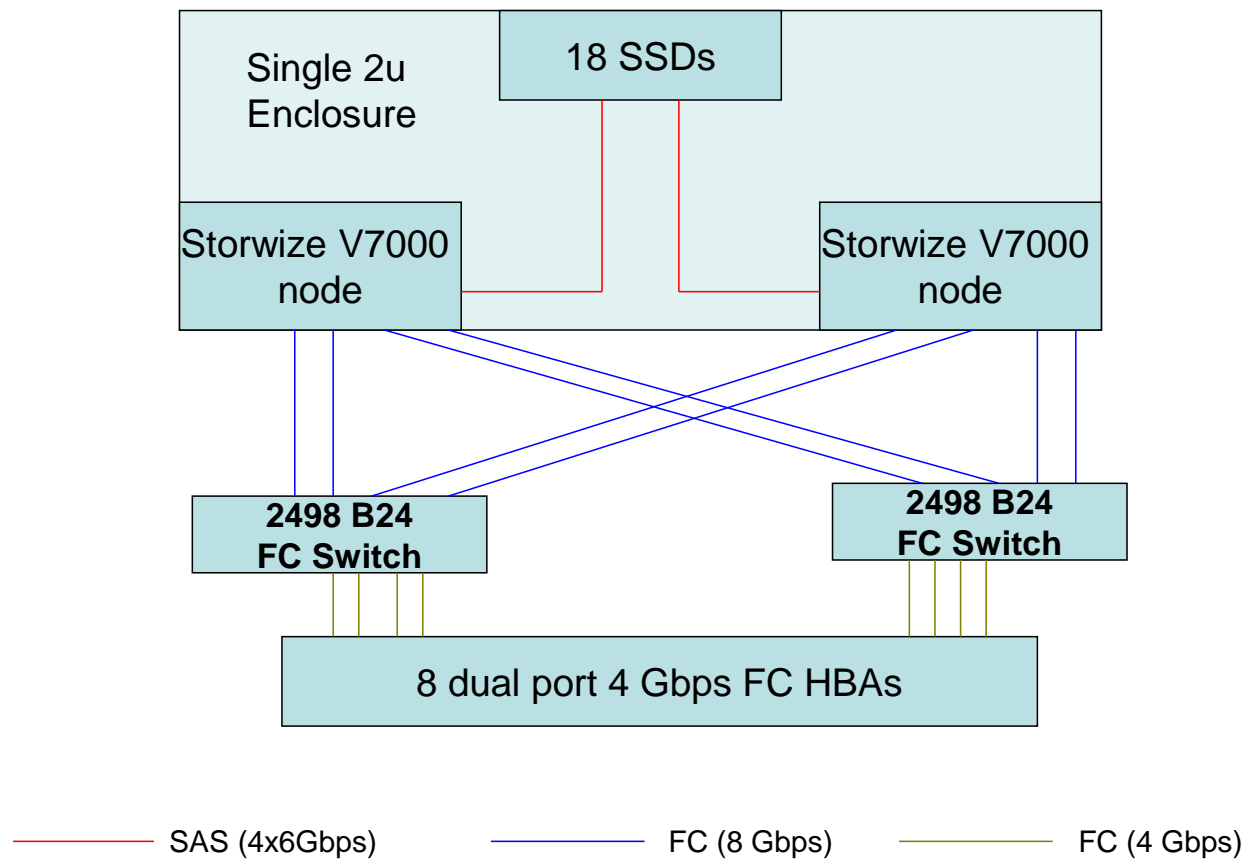 18 SSDs
Single 2u
Enclosure
Storwize V7000
node
Storwize V7000
node
2498 B24
FC Switch
2498 B24
FC Switch
8 dual port 4 Gbps FC HBAs
SAS (4x6Gbps)
FC (8 Gbps)
FC (4 Gbps)